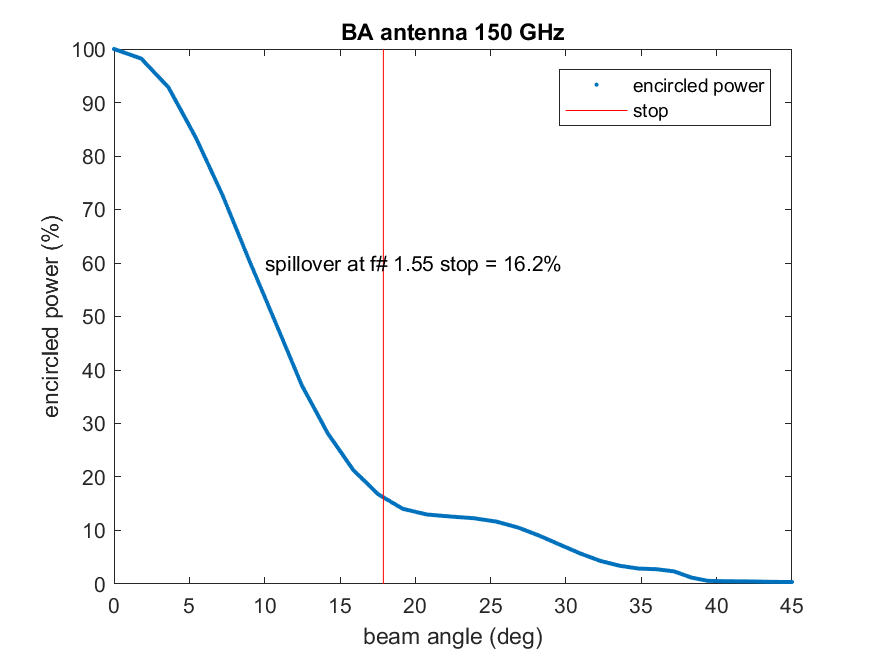 BA antenna 150 GHz
100
90
80
70
60
50
40
30
20
10
0
encircled power (%)
encircled power
stop
spillover at f# 1.55 stop = 16.2%
0 5 10 15 20 25 30 35 40 45
beam angle (deg)